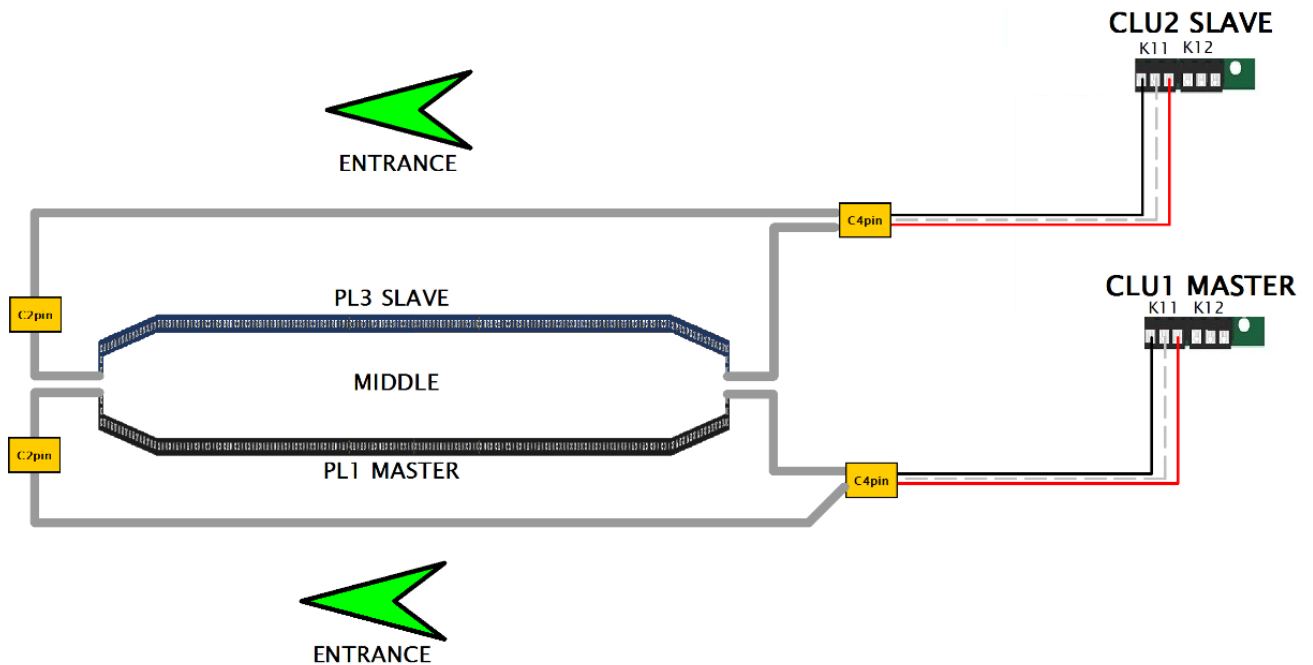 CLU2 SLAVE
K11 K12
ENTRANCE
C4pin
CLU1 MASTER
K11 K12
C2pin
PL3 SLAVE
MIDDLE
C2pin
PL1 MASTER
C4pin
ENTRANCE